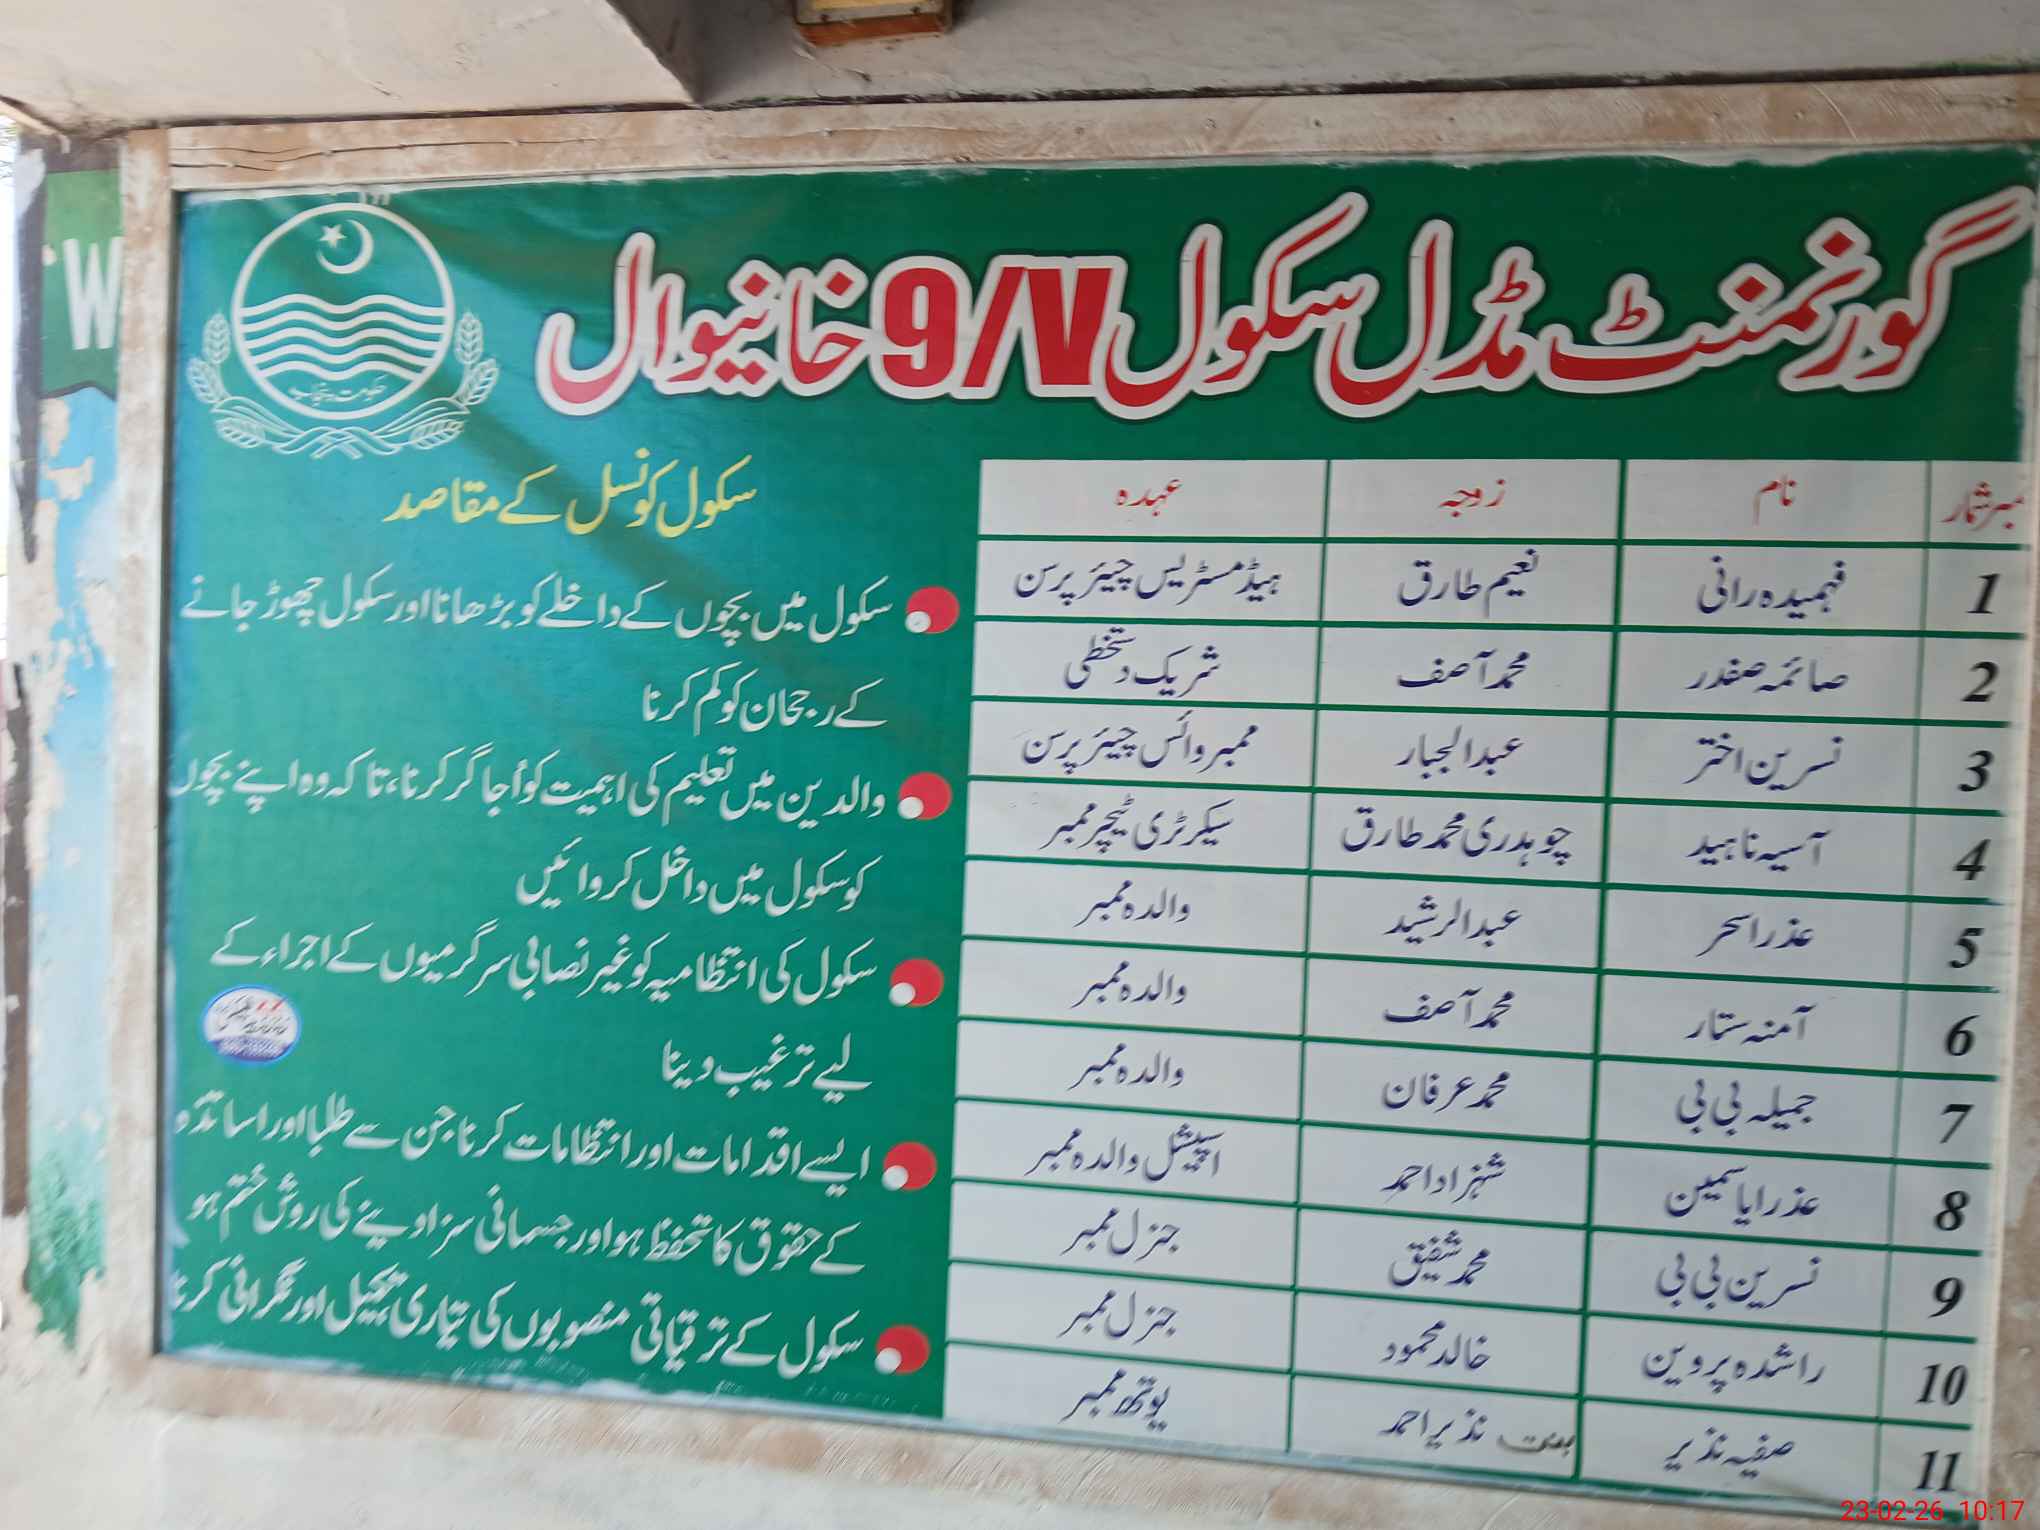 'W
حکومت پنجاب
گورنمنٹ مڈل سکول 9/V خانیوال
نمبر شمار نام زوجہ عہدہ
1 فہمیدہ رانی نعیم طارق ہیڈ مسٹریس چیئر پرسن
2 صائمہ صفدر محمد آصف شریک دستخطی
3 نسرین اختر عبدالجبار ممبر وائس چیئر پرسن
4 آسیہ ناہید چوہدری محمد طارق سیکرٹری ٹیچر ممبر
5 عذرا سحر عبدالرشید والدہ ممبر
6 آمنہ ستار محمد آصف والدہ ممبر
7 جمیلہ بی بی محمد عرفان والدہ ممبر
8 عذرا یاسمین شہزاد احمد اسپیشل والدہ ممبر
9 نسرین بی بی محمد شفیق جنرل ممبر
10 راشدہ پروین خالد محمود جنرل ممبر
11 صفیہ نذیر بنت نذیر احمد یوتھ ممبر
سکول کونسل کے مقاصد
سکول میں بچوں کے داخلے کو بڑھانا اور سکول چھوڑ جانے
کے رجحان کو کم کرنا
والدین میں تعلیم کی اہمیت کو اُجاگر کرنا، تاکہ وہ اپنے بچوں
کو سکول میں داخل کروائیں
سکول کی انتظامیہ کو غیر نصابی سرگرمیوں کے اجراء کے
لیے ترغیب دینا
ایسے اقدامات اور انتظامات کرنا جن سے طلبا اور اساتذہ
کے حقوق کا تحفظ ہو اور جسمانی سزا دینے کی روش ختم ہو
سکول کے ترقیاتی منصوبوں کی تیاری تکمیل اور نگرانی کرنا
23-02-26 10:17